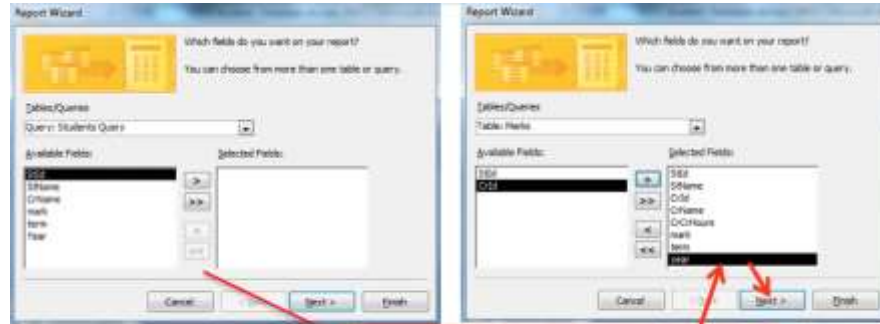 Report Wizard
Which fields do you want on your report?
You can choose from more than one table or query.
Tables/Queries
Query: Students Query
Available Fields:
Selected Fields:
StId
StName
CrName
mark
term
Year
>
>>
<
<<
Cancel
Next >
Finish
Report Wizard
Which fields do you want on your report?
You can choose from more than one table or query.
Tables/Queries
Table: Marks
Available Fields:
Selected Fields:
StId
CrId
>
>>
<
<<
StId
StName
CrId
CrName
CrCrHours
mark
term
year
Cancel
Next >
Finish